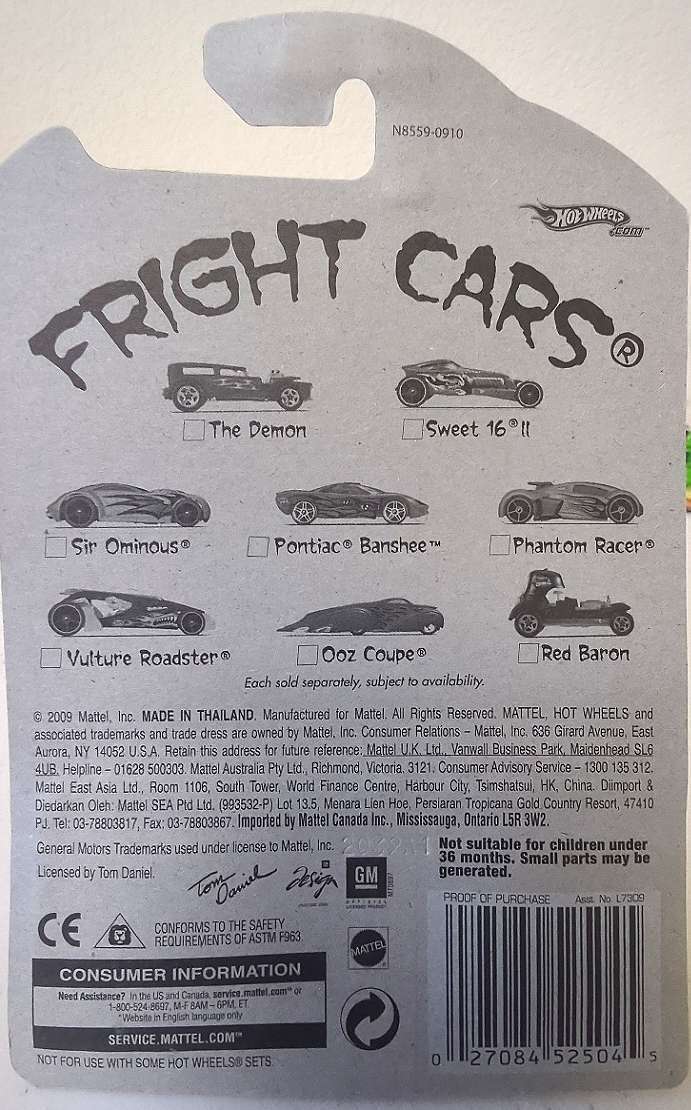 N8559-0910
HOT WHEELS
.COM™
FRIGHT CARS®
The Demon
Sweet 16® II
Sir Ominous®
Pontiac® Banshee™
Phantom Racer®
Vulture Roadster®
Ooz Coupe®
Red Baron
Each sold separately, subject to availability.
© 2009 Mattel, Inc. MADE IN THAILAND. Manufactured for Mattel. All Rights Reserved. MATTEL, HOT WHEELS and
associated trademarks and trade dress are owned by Mattel, Inc. Consumer Relations – Mattel, Inc. 636 Girard Avenue, East
Aurora, NY 14052 U.S.A. Retain this address for future reference: Mattel U.K. Ltd., Vanwall Business Park, Maidenhead SL6
4UB. Helpline – 01628 500303. Mattel Australia Pty Ltd., Richmond, Victoria. 3121. Consumer Advisory Service – 1300 135 312.
Mattel East Asia Ltd., Room 1106, South Tower, World Finance Centre, Harbour City, Tsimshatsui, HK, China. Diimport &
Diedarkan Oleh: Mattel SEA Ptd Ltd. (993532-P) Lot 13.5, Menara Lien Hoe, Persiaran Tropicana Gold Country Resort, 47410
PJ. Tel: 03-78803817, Fax: 03-78803867. Imported by Mattel Canada Inc., Mississauga, Ontario L5R 3W2.
General Motors Trademarks used under license to Mattel, Inc.
Licensed by Tom Daniel.
Tom Daniel Design
GM
OFFICIAL
LICENSED PRODUCT
Not suitable for children under
36 months. Small parts may be
generated.
PROOF OF PURCHASE Asst. No. L7309
CE
CONFORMS TO THE SAFETY
REQUIREMENTS OF ASTM F963.
MATTEL
CONSUMER INFORMATION
Need Assistance? In the US and Canada, service.mattel.com™ or
1-800-524-8697, M-F 8AM – 6PM, ET.
*Website in English language only
SERVICE.MATTEL.COM™
NOT FOR USE WITH SOME HOT WHEELS® SETS.
0 27084 52504 5